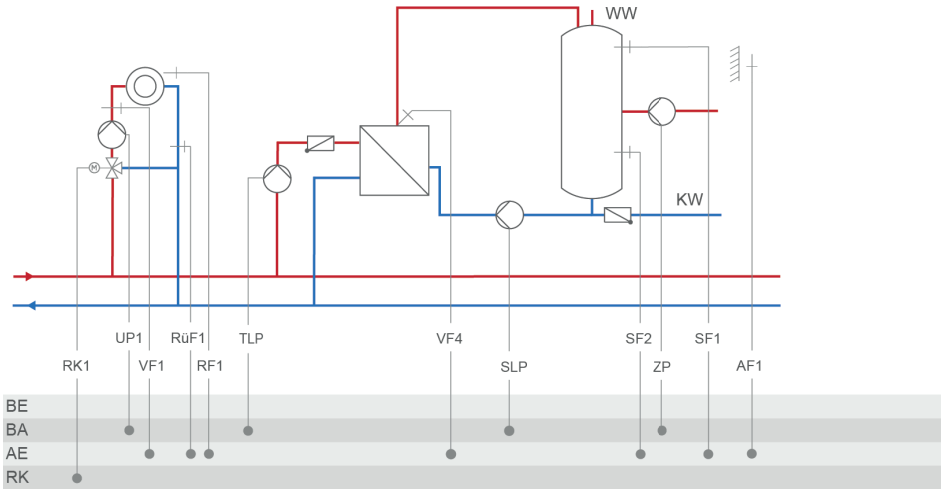 WW
M
KW
UP1 RüF1 TLP VF4 SF2 SF1
RK1 VF1 RF1 SLP ZP AF1
BE
BA
AE
RK